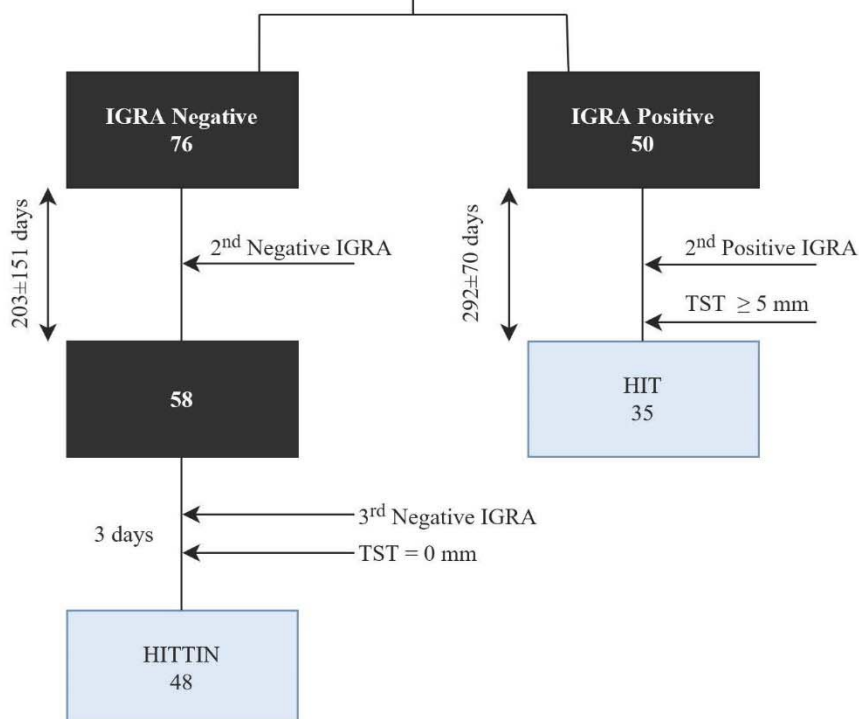 IGRA Negative
76
IGRA Positive
50
203±151 days
2nd Negative IGRA
292±70 days
2nd Positive IGRA
TST ≥ 5 mm
58
HIT
35
3 days
3rd Negative IGRA
TST = 0 mm
HITTIN
48